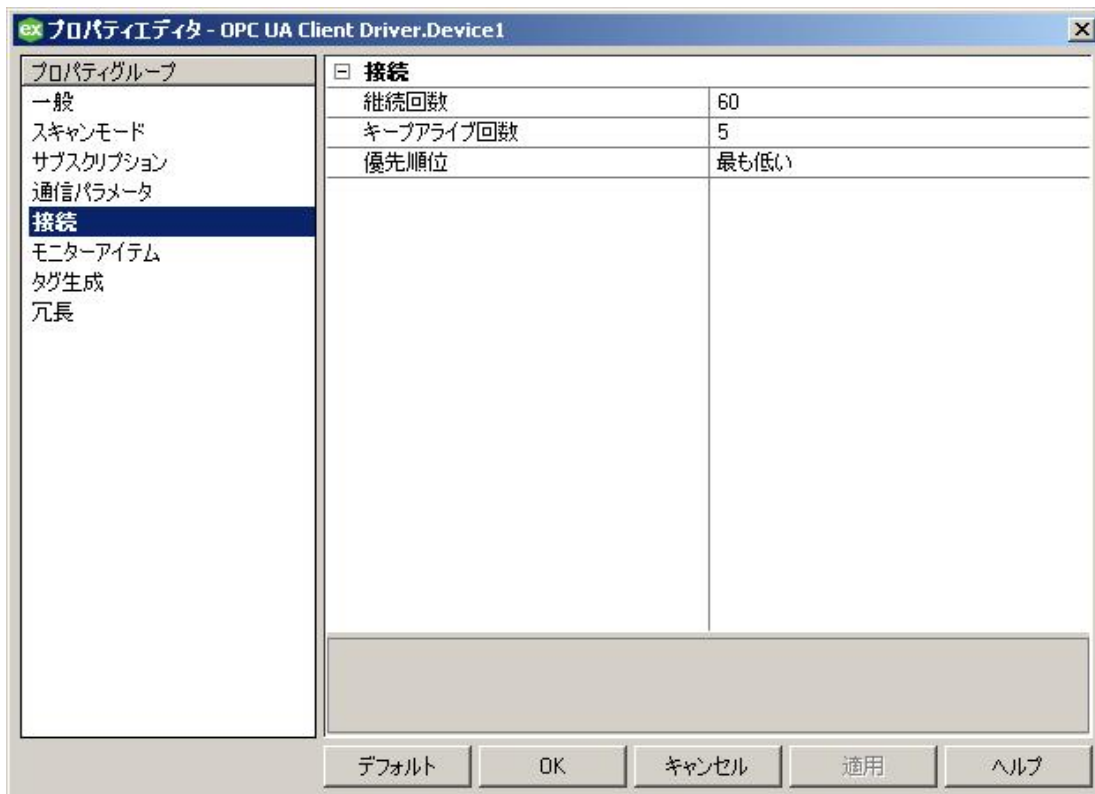 ex プロパティエディタ - OPC UA Client Driver.Device1
プロパティグループ
一般
スキャンモード
サブスクリプション
通信パラメータ
接続
モニターアイテム
タグ生成
冗長
接続
継続回数 60
キープアライブ回数 5
優先順位 最も低い
デフォルト OK キャンセル 適用 ヘルプ